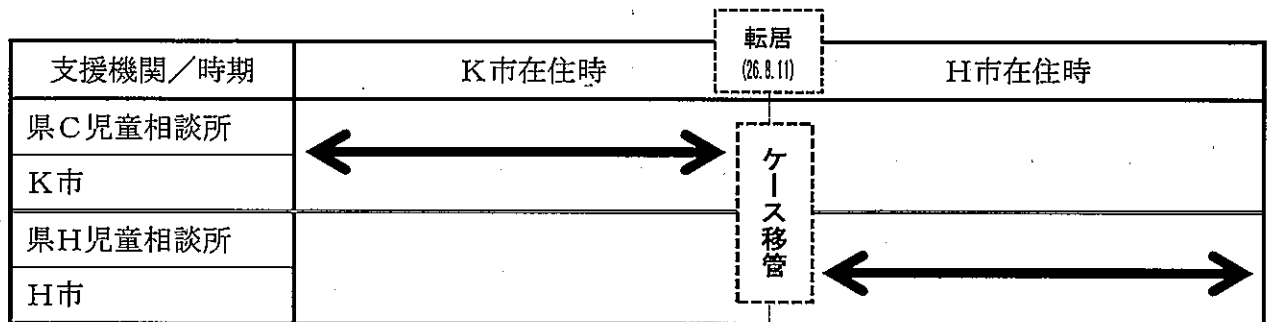 転居
(26.8.11)
支援機関／時期
K市在住時
H市在住時
県C児童相談所
K市
ケース移管
県H児童相談所
H市